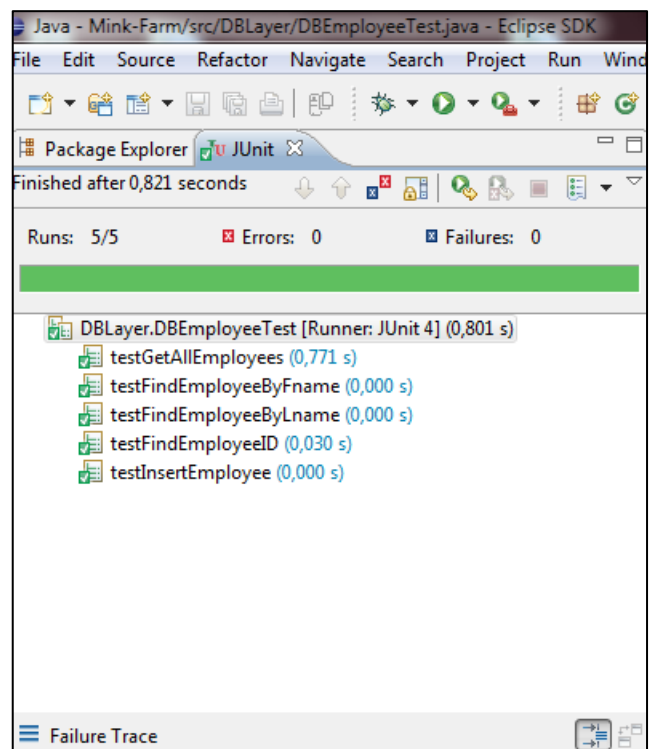 Java - Mink-Farm/src/DBLayer/DBEmployeeTest.java - Eclipse SDK
File Edit Source Refactor Navigate Search Project Run
Package Explorer JUnit
Finished after 0,821 seconds
Runs: 5/5 Errors: 0 Failures: 0
DBLayer.DBEmployeeTest [Runner: JUnit 4] (0,801 s)
testGetAllEmployees (0,771 s)
testFindEmployeeByFname (0,000 s)
testFindEmployeeByLname (0,000 s)
testFindEmployeeID (0,030 s)
testInsertEmployee (0,000 s)
Failure Trace